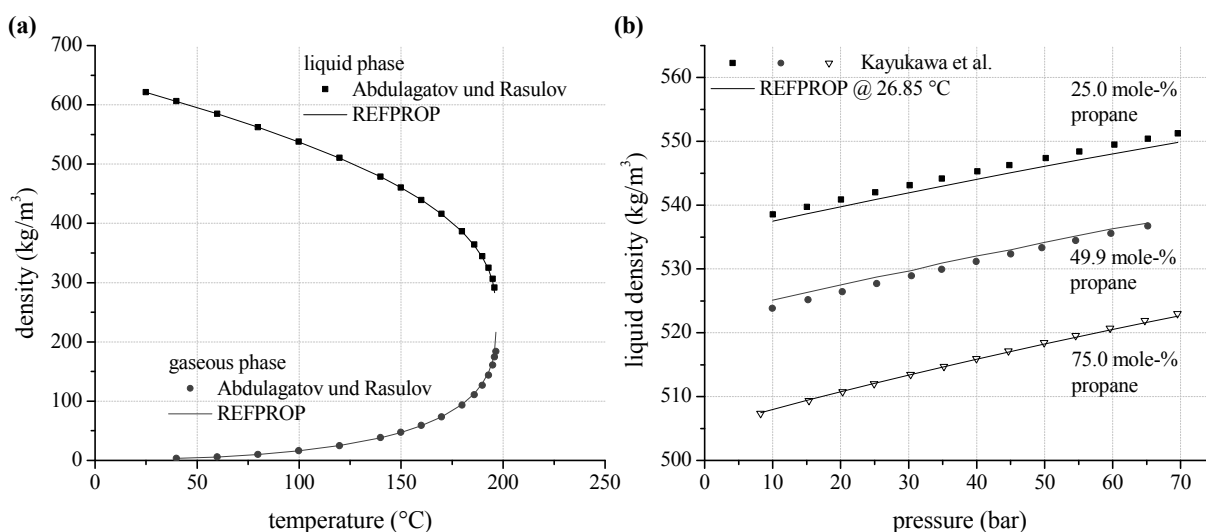 (a)
700
600
500
400
300
200
100
0
density (kg/m³)
liquid phase
Abdulagatov und Rasulov
REFPROP
gaseous phase
Abdulagatov und Rasulov
REFPROP
0
50
100
150
200
250
temperature (°C)
(b)
560
550
540
530
520
510
500
liquid density (kg/m³)
Kayukawa et al.
REFPROP @ 26.85 °C
25.0 mole-%
propane
49.9 mole-%
propane
75.0 mole-%
propane
0
10
20
30
40
50
60
70
pressure (bar)